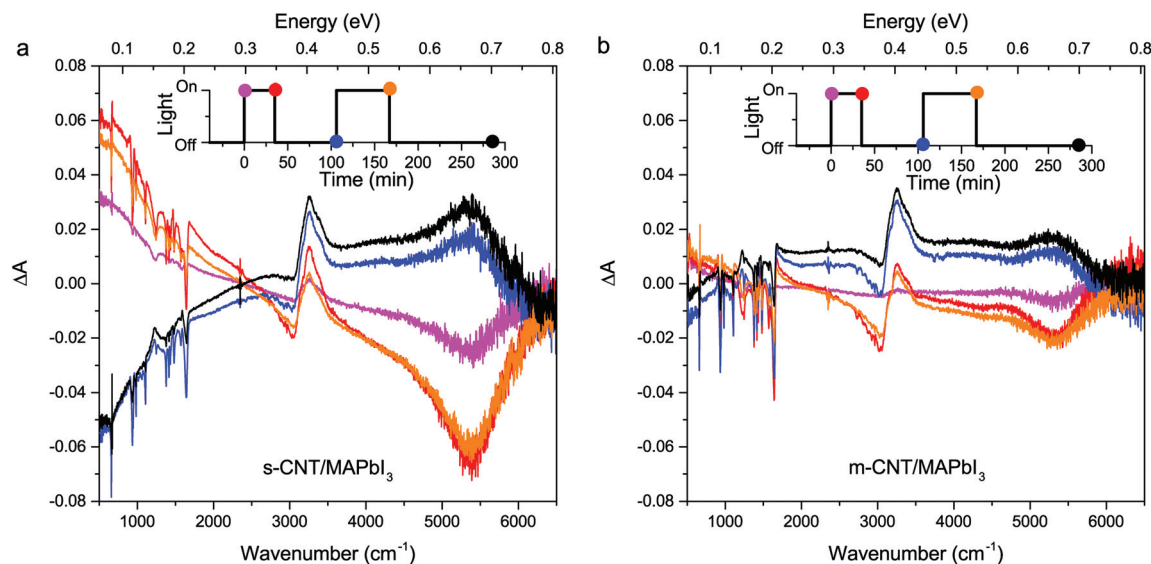 a
Energy (eV)
0.1 0.2 0.3 0.4 0.5 0.6 0.7 0.8
0.08
0.06
0.04
0.02
0.00
-0.02
-0.04
-0.06
-0.08
ΔA
On
Off
Light
0 50 100 150 200 250 300
Time (min)
s-CNT/MAPbI₃
1000 2000 3000 4000 5000 6000
Wavenumber (cm⁻¹)
b
Energy (eV)
0.1 0.2 0.3 0.4 0.5 0.6 0.7 0.8
0.08
0.06
0.04
0.02
0.00
-0.02
-0.04
-0.06
-0.08
ΔA
On
Off
Light
0 50 100 150 200 250 300
Time (min)
m-CNT/MAPbI₃
1000 2000 3000 4000 5000 6000
Wavenumber (cm⁻¹)